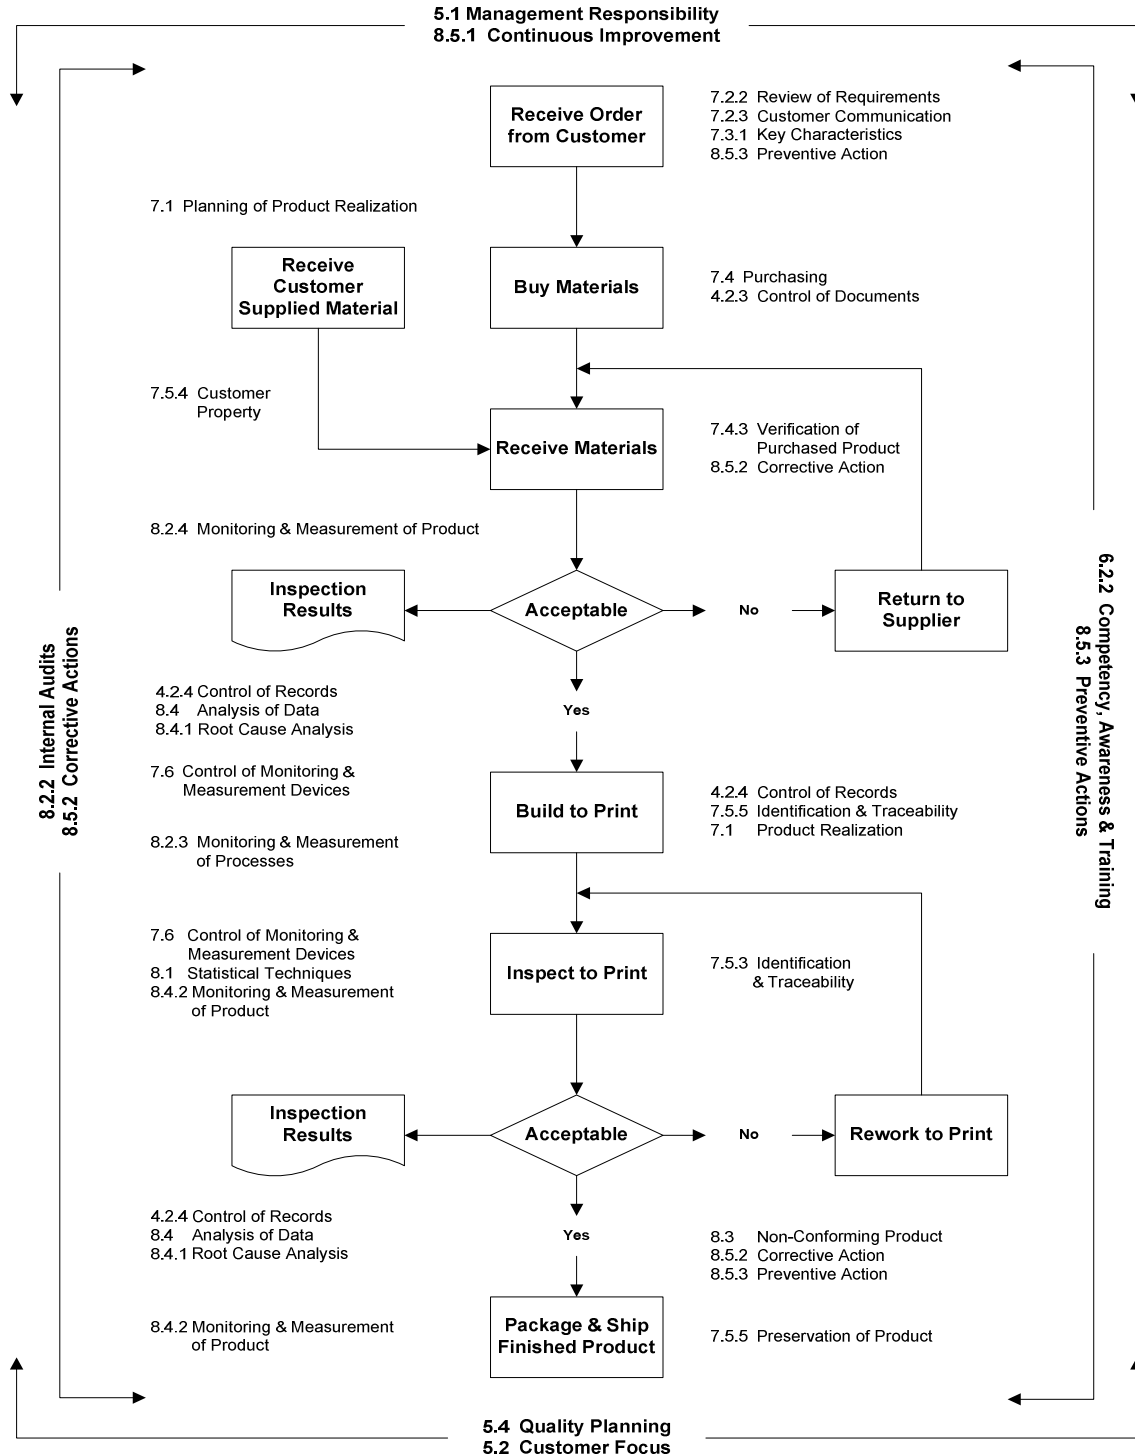 5.1 Management Responsibility
8.5.1 Continuous Improvement
Receive Order
from Customer
7.2.2 Review of Requirements
7.2.3 Customer Communication
7.3.1 Key Characteristics
8.5.3 Preventive Action
7.1 Planning of Product Realization
Receive
Customer
Supplied Material
Buy Materials
7.4 Purchasing
4.2.3 Control of Documents
7.5.4 Customer
Property
Receive Materials
7.4.3 Verification of
Purchased Product
8.5.2 Corrective Action
8.2.4 Monitoring & Measurement of Product
Inspection
Results
Acceptable
No
Return to
Supplier
4.2.4 Control of Records
8.4 Analysis of Data
8.4.1 Root Cause Analysis
Yes
7.6 Control of Monitoring &
Measurement Devices
8.2.3 Monitoring & Measurement
of Processes
Build to Print
4.2.4 Control of Records
7.5.5 Identification & Traceability
7.1 Product Realization
8.2.2 Internal Audits
8.5.2 Corrective Actions
6.2.2 Competency, Awareness & Training
8.5.3 Preventive Actions
7.6 Control of Monitoring &
Measurement Devices
8.1 Statistical Techniques
8.4.2 Monitoring & Measurement
of Product
Inspect to Print
7.5.3 Identification
& Traceability
Inspection
Results
Acceptable
No
Rework to Print
4.2.4 Control of Records
8.4 Analysis of Data
8.4.1 Root Cause Analysis
Yes
8.3 Non-Conforming Product
8.5.2 Corrective Action
8.5.3 Preventive Action
8.4.2 Monitoring & Measurement
of Product
Package & Ship
Finished Product
7.5.5 Preservation of Product
5.4 Quality Planning
5.2 Customer Focus